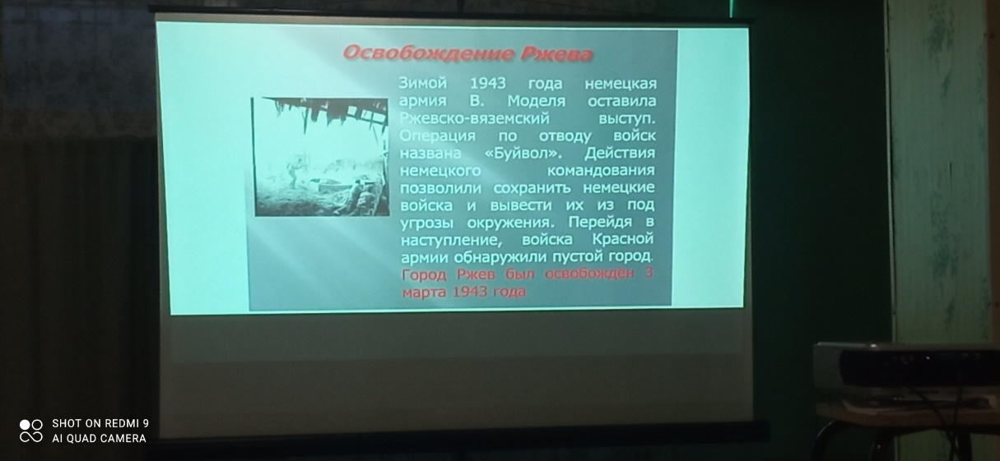 Освобождение Ржева
Зимой 1943 года немецкая
армия В. Моделя оставила
Ржевско-вяземский выступ.
Операция по отводу войск
названа «Буйвол». Действия
немецкого командования
позволили сохранить немецкие
войска и вывести их из под
угрозы окружения. Перейдя в
наступление, войска Красной
армии обнаружили пустой город.
Город Ржев был освобождён 3
марта 1943 года
SHOT ON REDMI 9
AI QUAD CAMERA